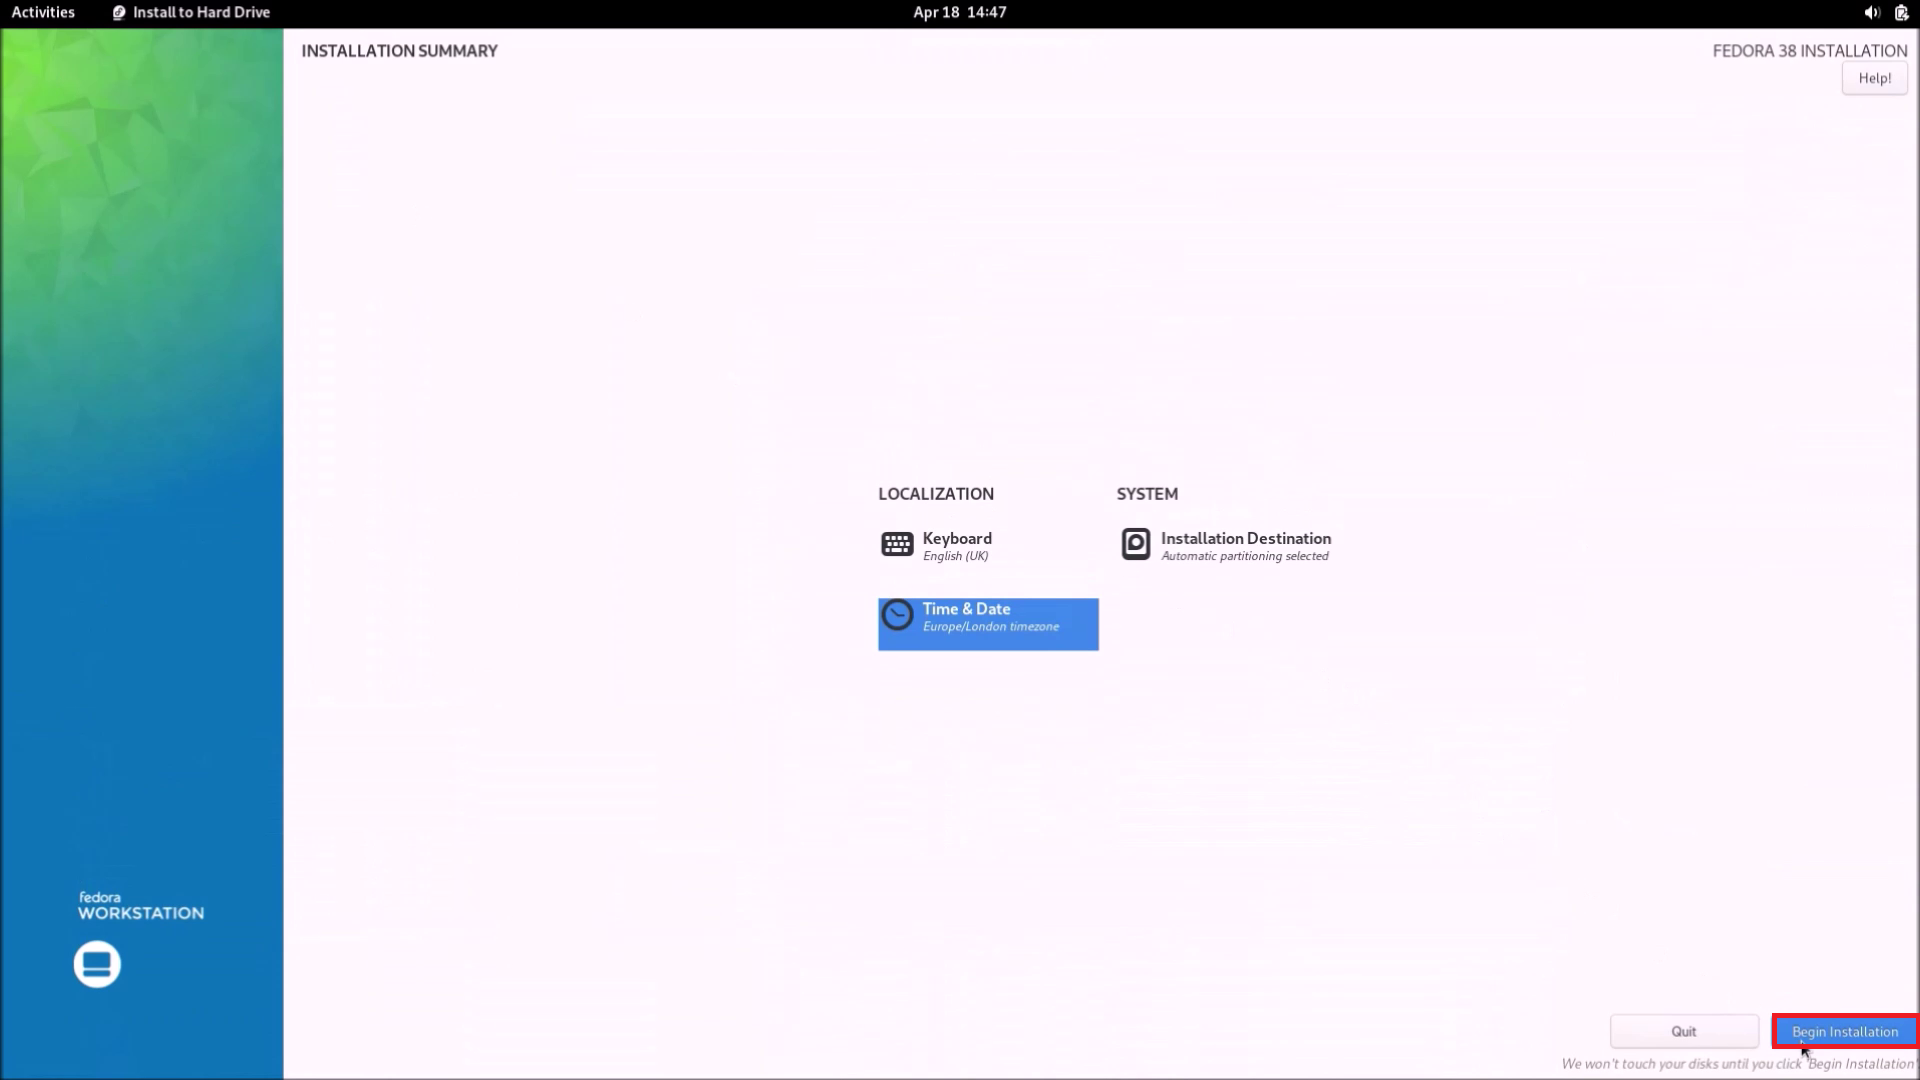 Activities
Install to Hard Drive
Apr 18 14:47
INSTALLATION SUMMARY
FEDORA 38 INSTALLATION
Help!
LOCALIZATION
SYSTEM
Keyboard
English (UK)
Installation Destination
Automatic partitioning selected
Time & Date
Europe/London timezone
fedora
WORKSTATION
Quit
Begin Installation
We won't touch your disks until you click 'Begin Installation'